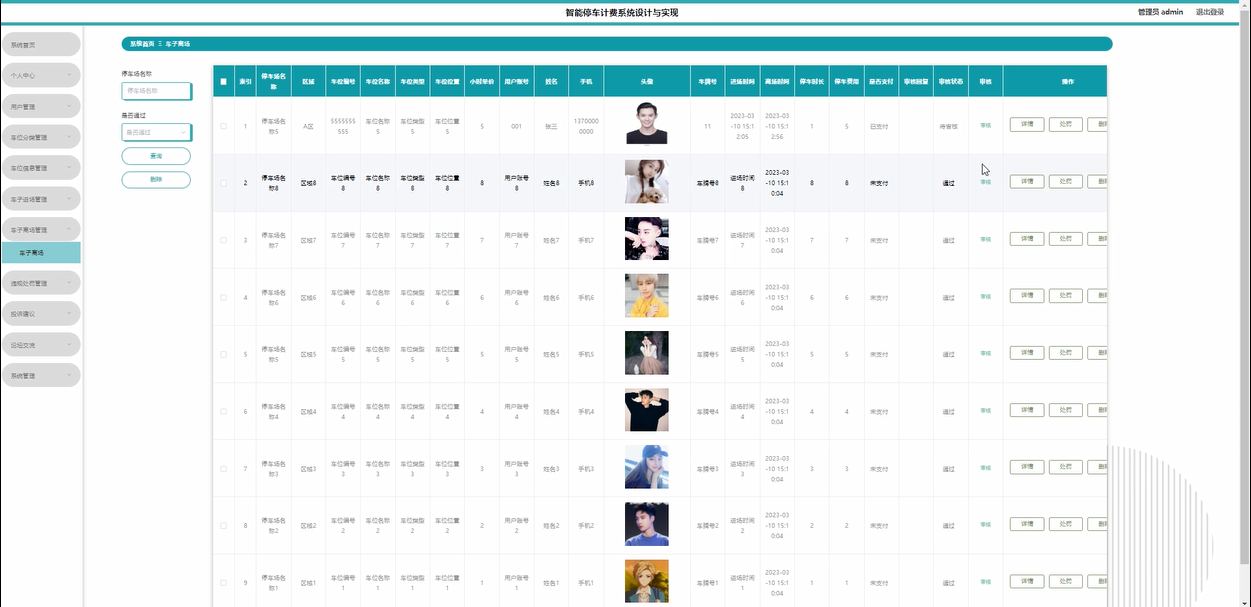 智能停车计费系统设计与实现
管理员 admin 退出登录
系统首页
个人中心
用户管理
车位分类管理
车位信息管理
车子进场管理
车子离场管理
车子离场
违规处罚管理
投诉建议
论坛交流
系统管理
系统首页 Ξ 车子离场
停车场名称
停车场名称
是否通过
是否通过
查询
删除
索引 停车场名称 区域 车位编号 车位名称 车位类型 车位位置 小时单价 用户账号 姓名 手机 头像 车牌号 进场时间 离场时间 停车时长 停车费用 是否支付 审核回复 审核状态 审核 操作
1 停车场名称5 A区 5555555555 车位名称5 车位类型5 车位位置5 5 001 张三 13700000000 11 2023-03-10 15:12:05 2023-03-10 15:12:56 1 5 已支付 待审核 审核 详情 处罚
2 停车场名称8 区域8 车位编号8 车位名称8 车位类型8 车位位置8 8 用户账号8 姓名8 手机8 车牌号8 进场时间8 2023-03-10 15:10:04 8 8 未支付 通过 审核 详情 处罚
3 停车场名称7 区域7 车位编号7 车位名称7 车位类型7 车位位置7 7 用户账号7 姓名7 手机7 车牌号7 进场时间7 2023-03-10 15:10:04 7 7 未支付 通过 审核 详情 处罚
4 停车场名称6 区域6 车位编号6 车位名称6 车位类型6 车位位置6 6 用户账号6 姓名6 手机6 车牌号6 进场时间6 2023-03-10 15:10:04 6 6 未支付 通过 审核 详情 处罚
5 停车场名称5 区域5 车位编号5 车位名称5 车位类型5 车位位置5 5 用户账号5 姓名5 手机5 车牌号5 进场时间5 2023-03-10 15:10:04 5 5 未支付 通过 审核 详情 处罚
6 停车场名称4 区域4 车位编号4 车位名称4 车位类型4 车位位置4 4 用户账号4 姓名4 手机4 车牌号4 进场时间4 2023-03-10 15:10:04 4 4 未支付 通过 审核 详情 处罚
7 停车场名称3 区域3 车位编号3 车位名称3 车位类型3 车位位置3 3 用户账号3 姓名3 手机3 车牌号3 进场时间3 2023-03-10 15:10:04 3 3 未支付 通过 审核 详情 处罚
8 停车场名称2 区域2 车位编号2 车位名称2 车位类型2 车位位置2 2 用户账号2 姓名2 手机2 车牌号2 进场时间2 2023-03-10 15:10:04 2 2 未支付 通过 审核 详情 处罚
9 停车场名称1 区域1 车位编号1 车位名称1 车位类型1 车位位置1 1 用户账号1 姓名1 手机1 车牌号1 进场时间1 2023-03-10 15:10:04 1 1 未支付 通过 审核 详情 处罚